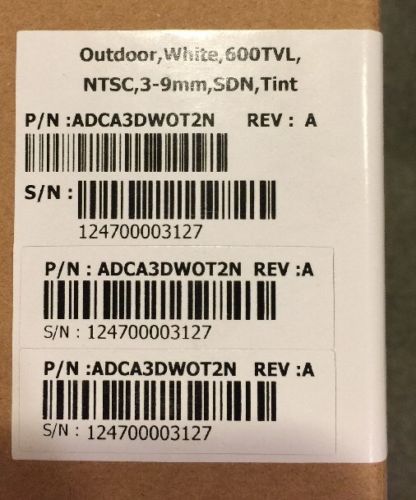 Outdoor,White,600TVL,
NTSC,3-9mm,SDN,Tint
P/N :ADCA3DWOT2N REV : A
S/N :
124700003127
P/N : ADCA3DWOT2N REV :A
S/N : 124700003127
P/N :ADCA3DWOT2N REV :A
S/N : 124700003127